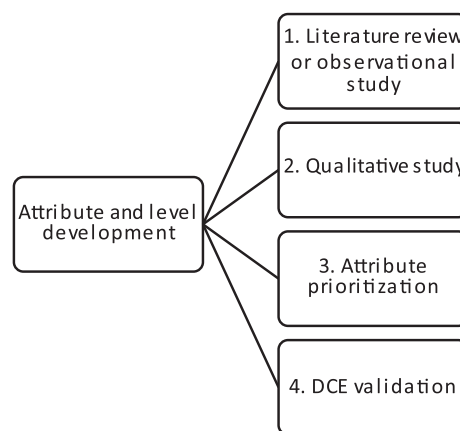 1. Literature review
or observational
study
2. Qualitative study
Attribute and level
development
3. Attribute
prioritization
4. DCE validation